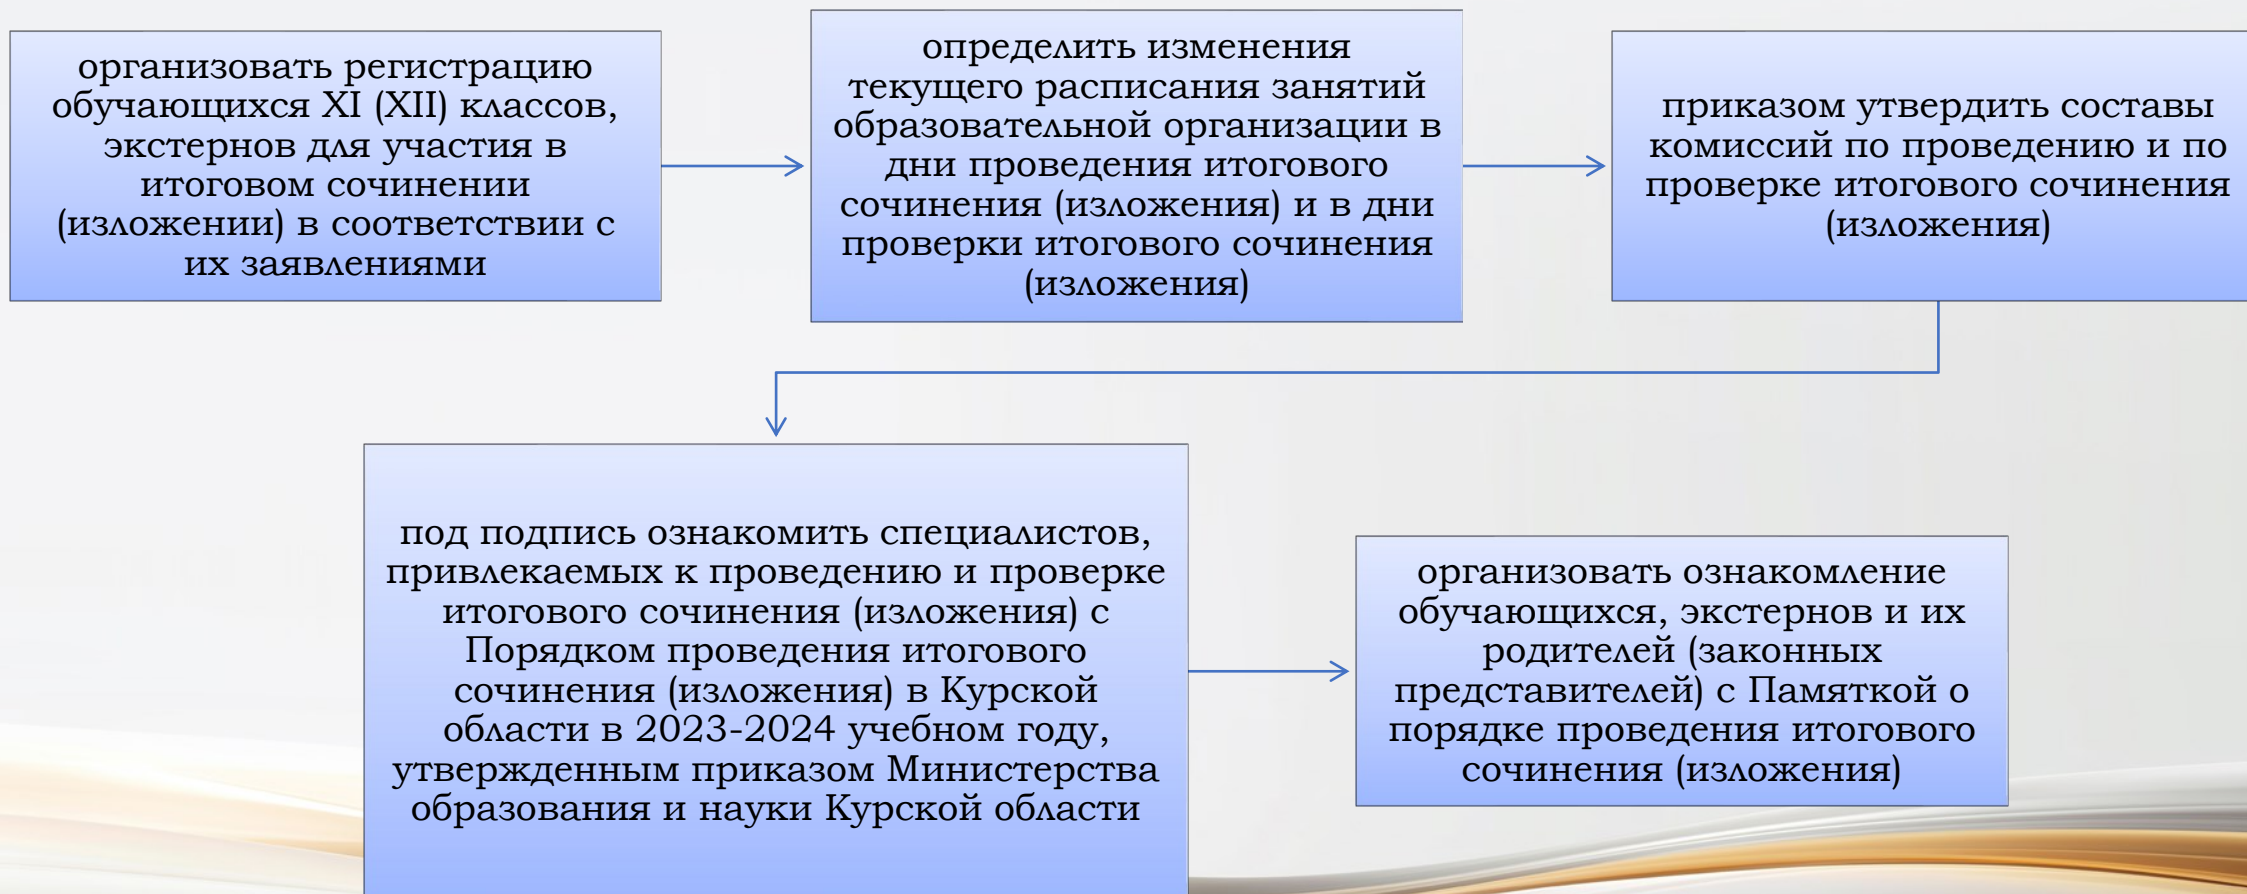 организовать регистрацию
обучающихся XI (XII) классов,
экстернов для участия в
итоговом сочинении
(изложении) в соответствии с
их заявлениями
определить изменения
текущего расписания занятий
образовательной организации в
дни проведения итогового
сочинения (изложения) и в дни
проверки итогового сочинения
(изложения)
приказом утвердить составы
комиссий по проведению и по
проверке итогового сочинения
(изложения)
под подпись ознакомить специалистов,
привлекаемых к проведению и проверке
итогового сочинения (изложения) с
Порядком проведения итогового
сочинения (изложения) в Курской
области в 2023-2024 учебном году,
утвержденным приказом Министерства
образования и науки Курской области
организовать ознакомление
обучающихся, экстернов и их
родителей (законных
представителей) с Памяткой о
порядке проведения итогового
сочинения (изложения)